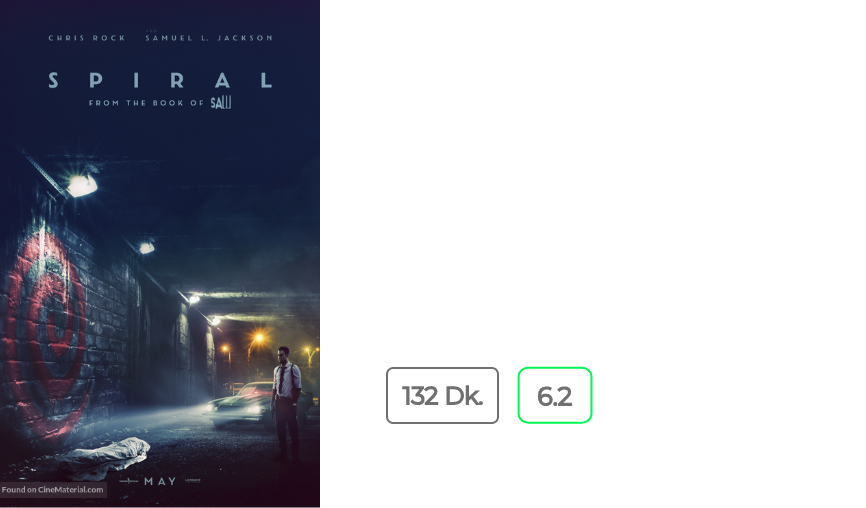 CHRIS ROCK SAMUEL L. JACKSON
SPIRAL
FROM THE BOOK OF SAW
132 Dk. 6.2
MAY
Found on CineMaterial.com